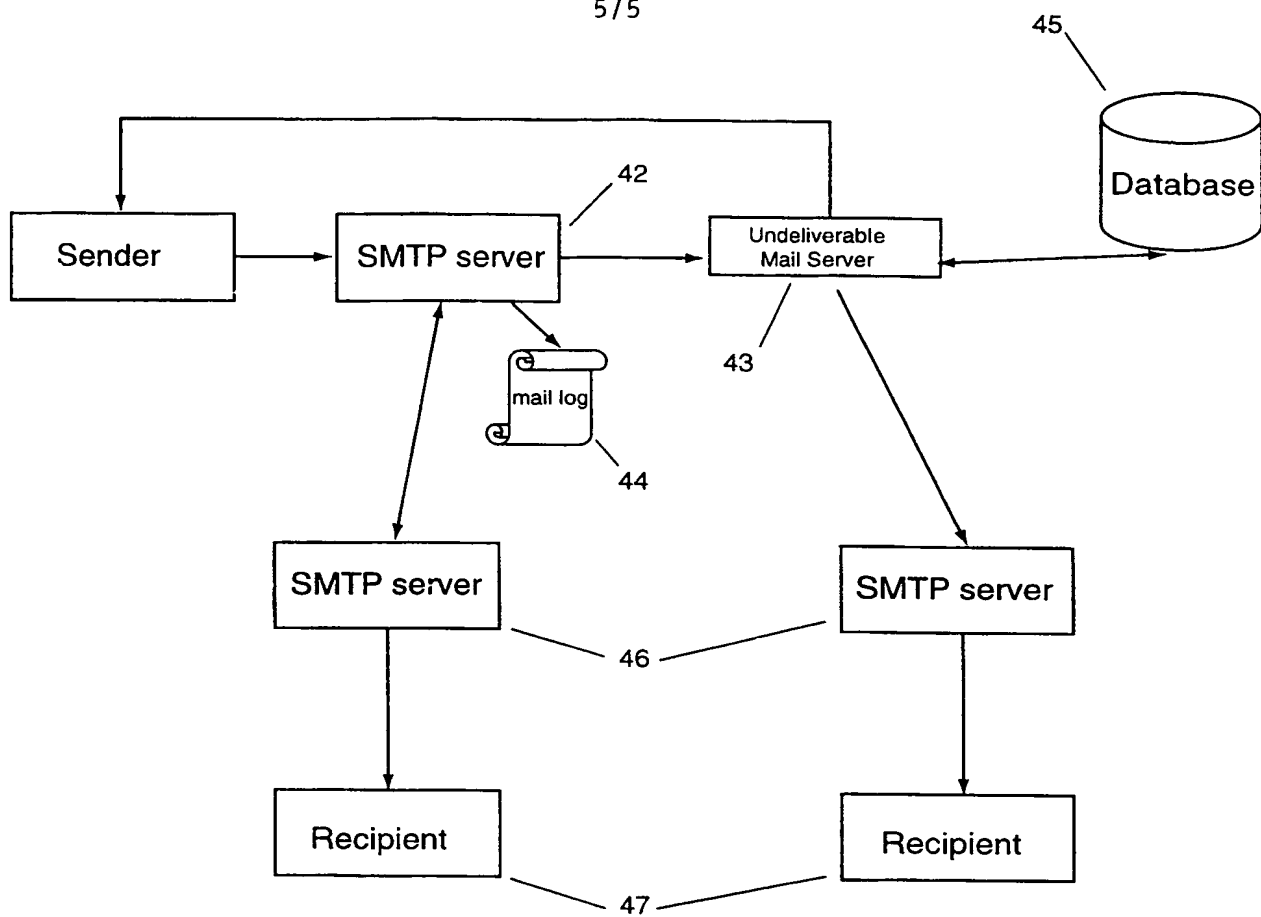 5/5
45
Database
42
Sender
SMTP server
Undeliverable
Mail Server
43
mail log
44
SMTP server
SMTP server
46
Recipient
Recipient
47